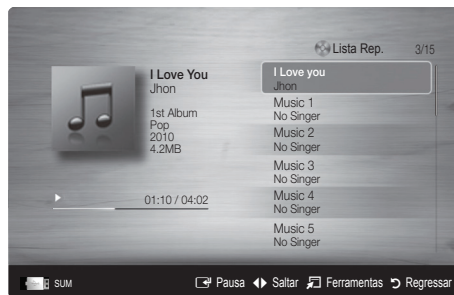 Lista Rep. 3/15
I Love You
Jhon
1st Album
Pop
2010
4.2MB
01:10 / 04:02
I Love you
Jhon
Music 1
No Singer
Music 2
No Singer
Music 3
No Singer
Music 4
No Singer
Music 5
No Singer
SUM Pausa Saltar Ferramentas Regressar